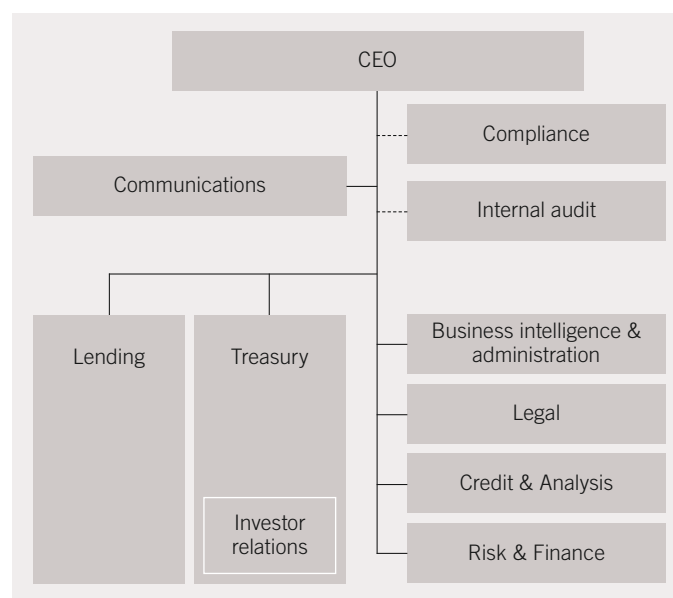 CEO
Compliance
Communications
Internal audit
Lending
Treasury
Investor
relations
Business intelligence &
administration
Legal
Credit & Analysis
Risk & Finance